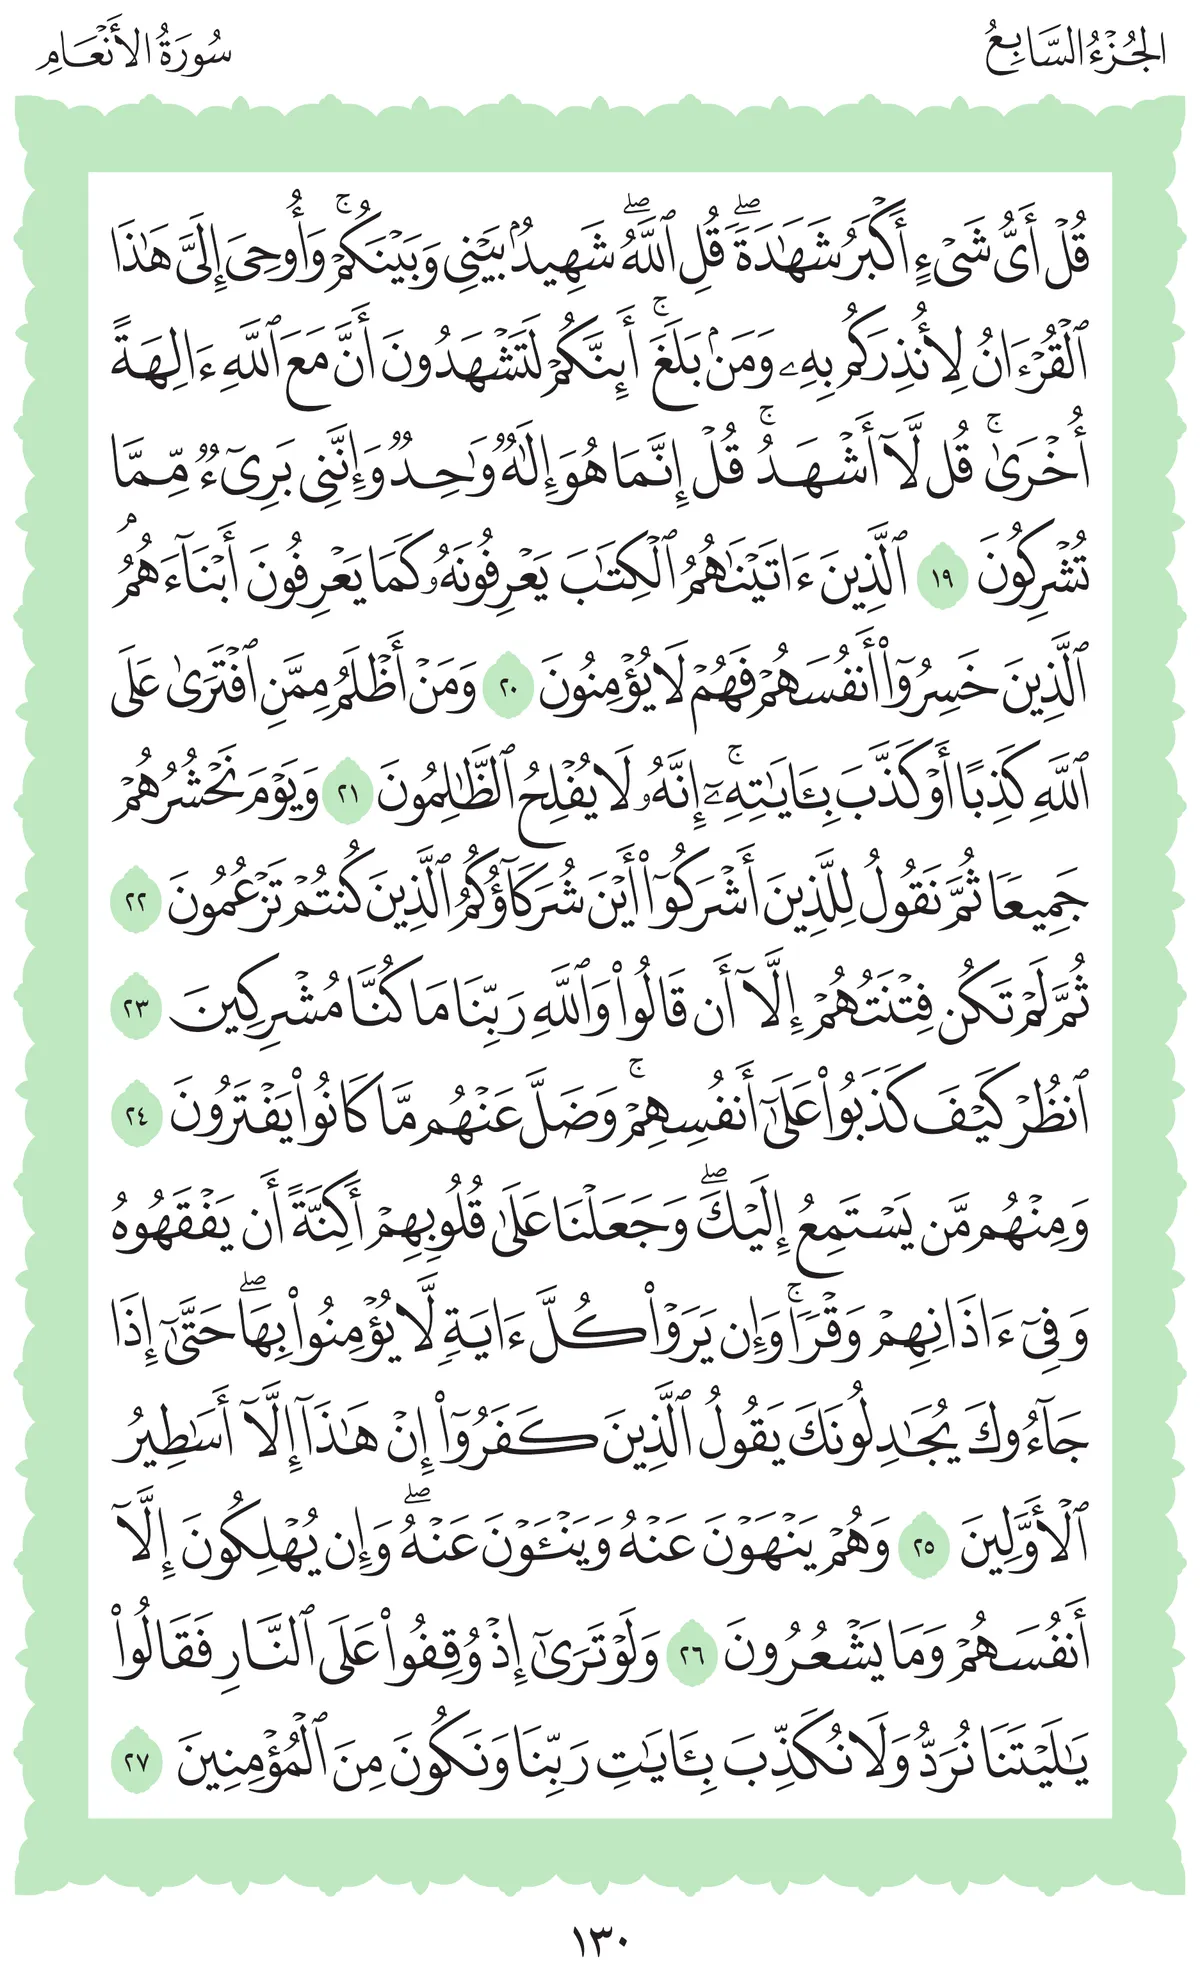 الجُزْءُ السَّابِعُ
سُورَةُ الأَنْعَامِ
قُلْ أَيُّ شَىْءٍ أَكْبَرُ شَهَٰدَةًۖ قُلِ ٱللَّهُۖ شَهِيدُۢ بَيْنِى وَبَيْنَكُمْۚ وَأُوحِىَ إِلَىَّ هَٰذَا
ٱلْقُرْءَانُ لِأُنذِرَكُم بِهِۦ وَمَنۢ بَلَغَۚ أَئِنَّكُمْ لَتَشْهَدُونَ أَنَّ مَعَ ٱللَّهِ ءَالِهَةً
أُخْرَىٰۚ قُل لَّآ أَشْهَدُۚ قُلْ إِنَّمَا هُوَ إِلَٰهٌ وَٰحِدٌ وَإِنَّنِى بَرِىٓءٌ مِّمَّا
تُشْرِكُونَ ١٩ ٱلَّذِينَ ءَاتَيْنَٰهُمُ ٱلْكِتَٰبَ يَعْرِفُونَهُۥ كَمَا يَعْرِفُونَ أَبْنَآءَهُمُۘ
ٱلَّذِينَ خَسِرُوٓا۟ أَنفُسَهُمْ فَهُمْ لَا يُؤْمِنُونَ ٢٠ وَمَنْ أَظْلَمُ مِمَّنِ ٱفْتَرَىٰ عَلَى
ٱللَّهِ كَذِبًا أَوْ كَذَّبَ بِـَٔايَٰتِهِۦٓۚ إِنَّهُۥ لَا يُفْلِحُ ٱلظَّٰلِمُونَ ٢١ وَيَوْمَ نَحْشُرُهُمْ
جَمِيعًا ثُمَّ نَقُولُ لِلَّذِينَ أَشْرَكُوٓا۟ أَيْنَ شُرَكَآؤُكُمُ ٱلَّذِينَ كُنتُمْ تَزْعُمُونَ ٢٢
ثُمَّ لَمْ تَكُن فِتْنَتُهُمْ إِلَّآ أَن قَالُوا۟ وَٱللَّهِ رَبِّنَا مَا كُنَّا مُشْرِكِينَ ٢٣
ٱنظُرْ كَيْفَ كَذَبُوا۟ عَلَىٰٓ أَنفُسِهِمْۚ وَضَلَّ عَنْهُم مَّا كَانُوا۟ يَفْتَرُونَ ٢٤
وَمِنْهُم مَّن يَسْتَمِعُ إِلَيْكَۖ وَجَعَلْنَا عَلَىٰ قُلُوبِهِمْ أَكِنَّةً أَن يَفْقَهُوهُ
وَفِىٓ ءَاذَانِهِمْ وَقْرًاۚ وَإِن يَرَوْا۟ كُلَّ ءَايَةٍ لَّا يُؤْمِنُوا۟ بِهَاۖ حَتَّىٰٓ إِذَا
جَآءُوكَ يُجَٰدِلُونَكَ يَقُولُ ٱلَّذِينَ كَفَرُوٓا۟ إِنْ هَٰذَآ إِلَّآ أَسَٰطِيرُ
ٱلْأَوَّلِينَ ٢٥ وَهُمْ يَنْهَوْنَ عَنْهُ وَيَنْـَٔوْنَ عَنْهُۖ وَإِن يُهْلِكُونَ إِلَّآ
أَنفُسَهُمْ وَمَا يَشْعُرُونَ ٢٦ وَلَوْ تَرَىٰٓ إِذْ وُقِفُوا۟ عَلَى ٱلنَّارِ فَقَالُوا۟
يَٰلَيْتَنَا نُرَدُّ وَلَا نُكَذِّبَ بِـَٔايَٰتِ رَبِّنَا وَنَكُونَ مِنَ ٱلْمُؤْمِنِينَ ٢٧
١٣٠